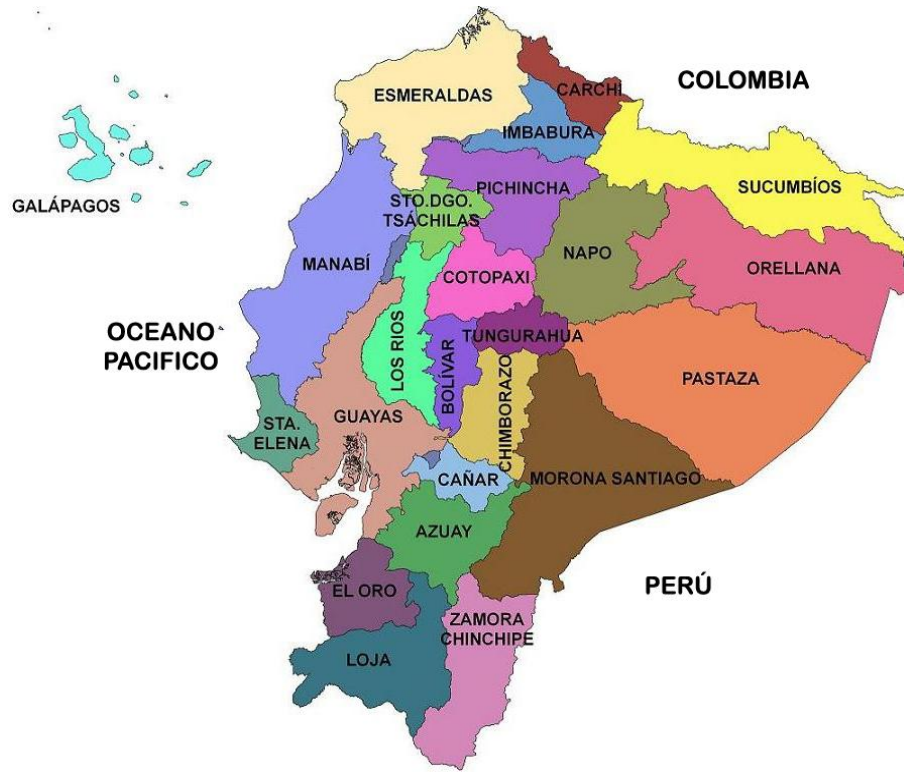 COLOMBIA
CARCHI
ESMERALDAS
IMBABURA
SUCUMBÍOS
PICHINCHA
STO.DGO.
TSÁCHILAS
GALÁPAGOS
NAPO
MANABÍ
ORELLANA
COTOPAXI
OCEANO
PACIFICO
TUNGURAHUA
LOS RIOS
BOLÍVAR
CHIMBORAZO
PASTAZA
STA.
ELENA
GUAYAS
CAÑAR
MORONA SANTIAGO
AZUAY
PERÚ
EL ORO
ZAMORA
CHINCHIPE
LOJA